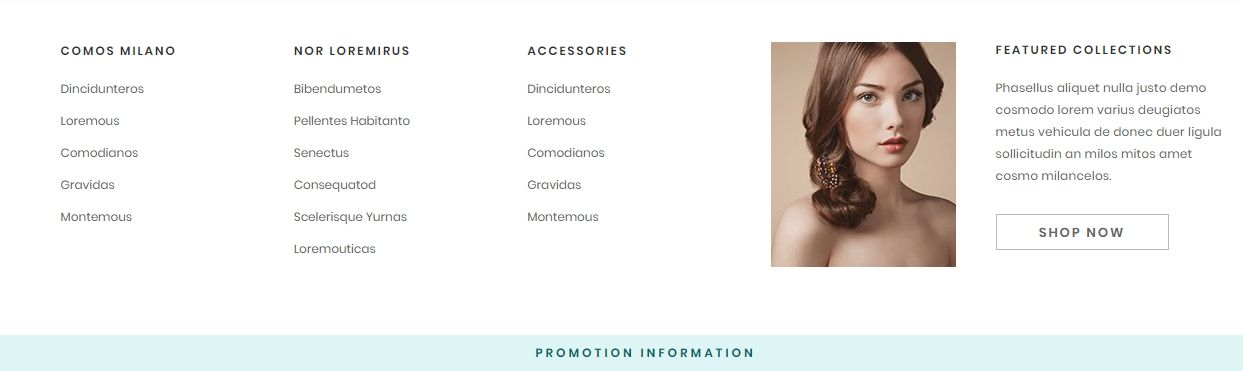 COMOS MILANO
Dincidunteros
Loremous
Comodianos
Gravidas
Montemous
NOR LOREMIRUS
Bibendumetos
Pellentes Habitanto
Senectus
Consequatod
Scelerisque Yurnas
Loremouticas
ACCESSORIES
Dincidunteros
Loremous
Comodianos
Gravidas
Montemous
FEATURED COLLECTIONS
Phasellus aliquet nulla justo demo
cosmodo lorem varius deugiatos
metus vehicula de donec duer ligula
sollicitudin an milos mitos amet
cosmo milancelos.
SHOP NOW
PROMOTION INFORMATION